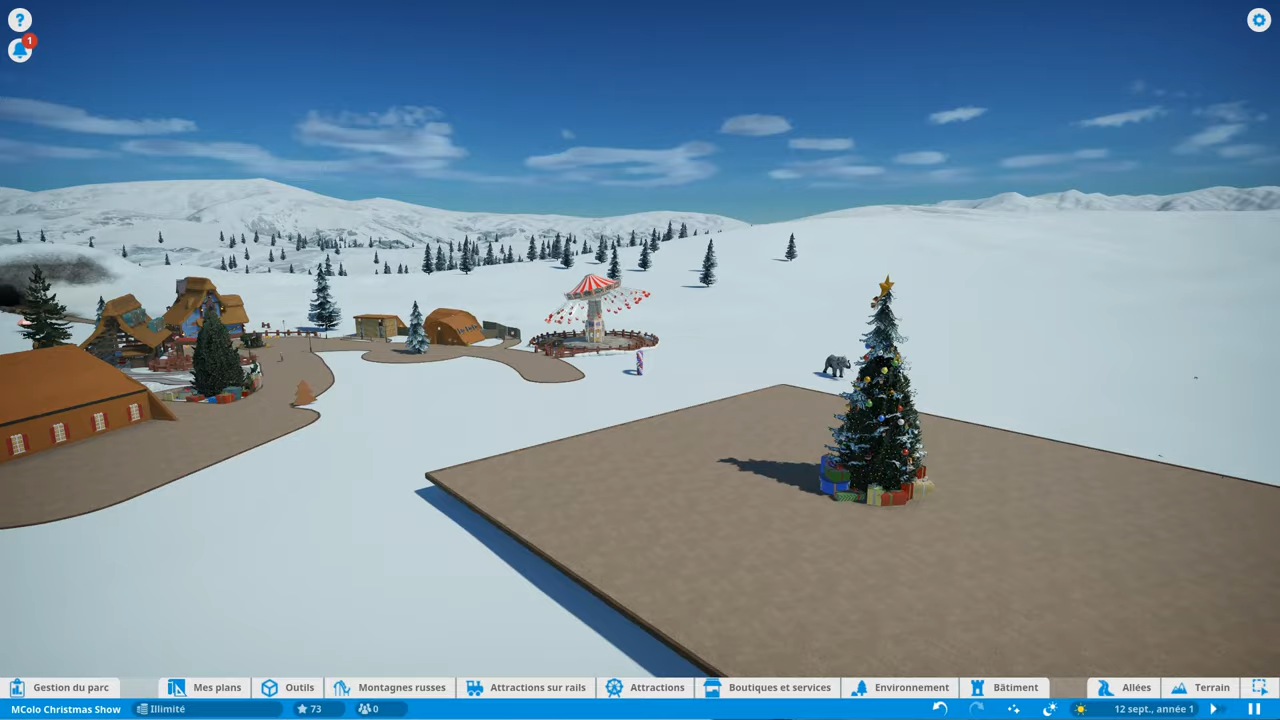 ?
1
Gestion du parc
Mes plans
Outils
Montagnes russes
Attractions sur rails
Attractions
Boutiques et services
Environnement
Bâtiment
Allées
Terrain
MColo Christmas Show
Illimité
73
0
12 sept., année 1